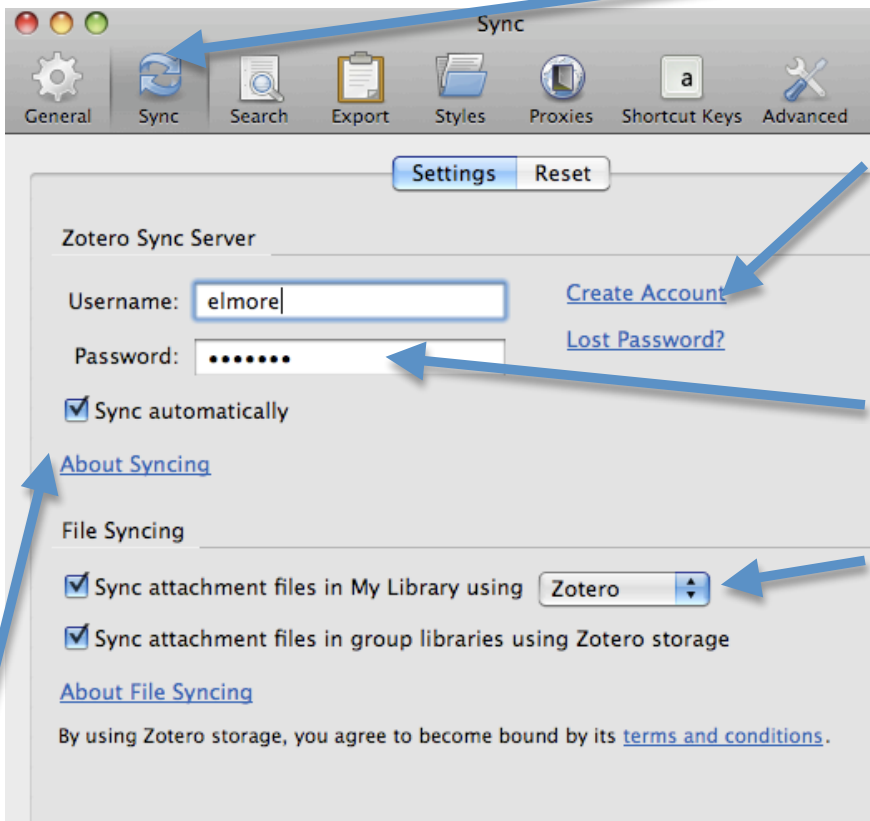 Sync
General Sync Search Export Styles Proxies Shortcut Keys Advanced
Settings Reset
Zotero Sync Server
Username: elmore Create Account
Password: ••••••• Lost Password?
Sync automatically
About Syncing
File Syncing
Sync attachment files in My Library using Zotero
Sync attachment files in group libraries using Zotero storage
About File Syncing
By using Zotero storage, you agree to become bound by its terms and conditions.